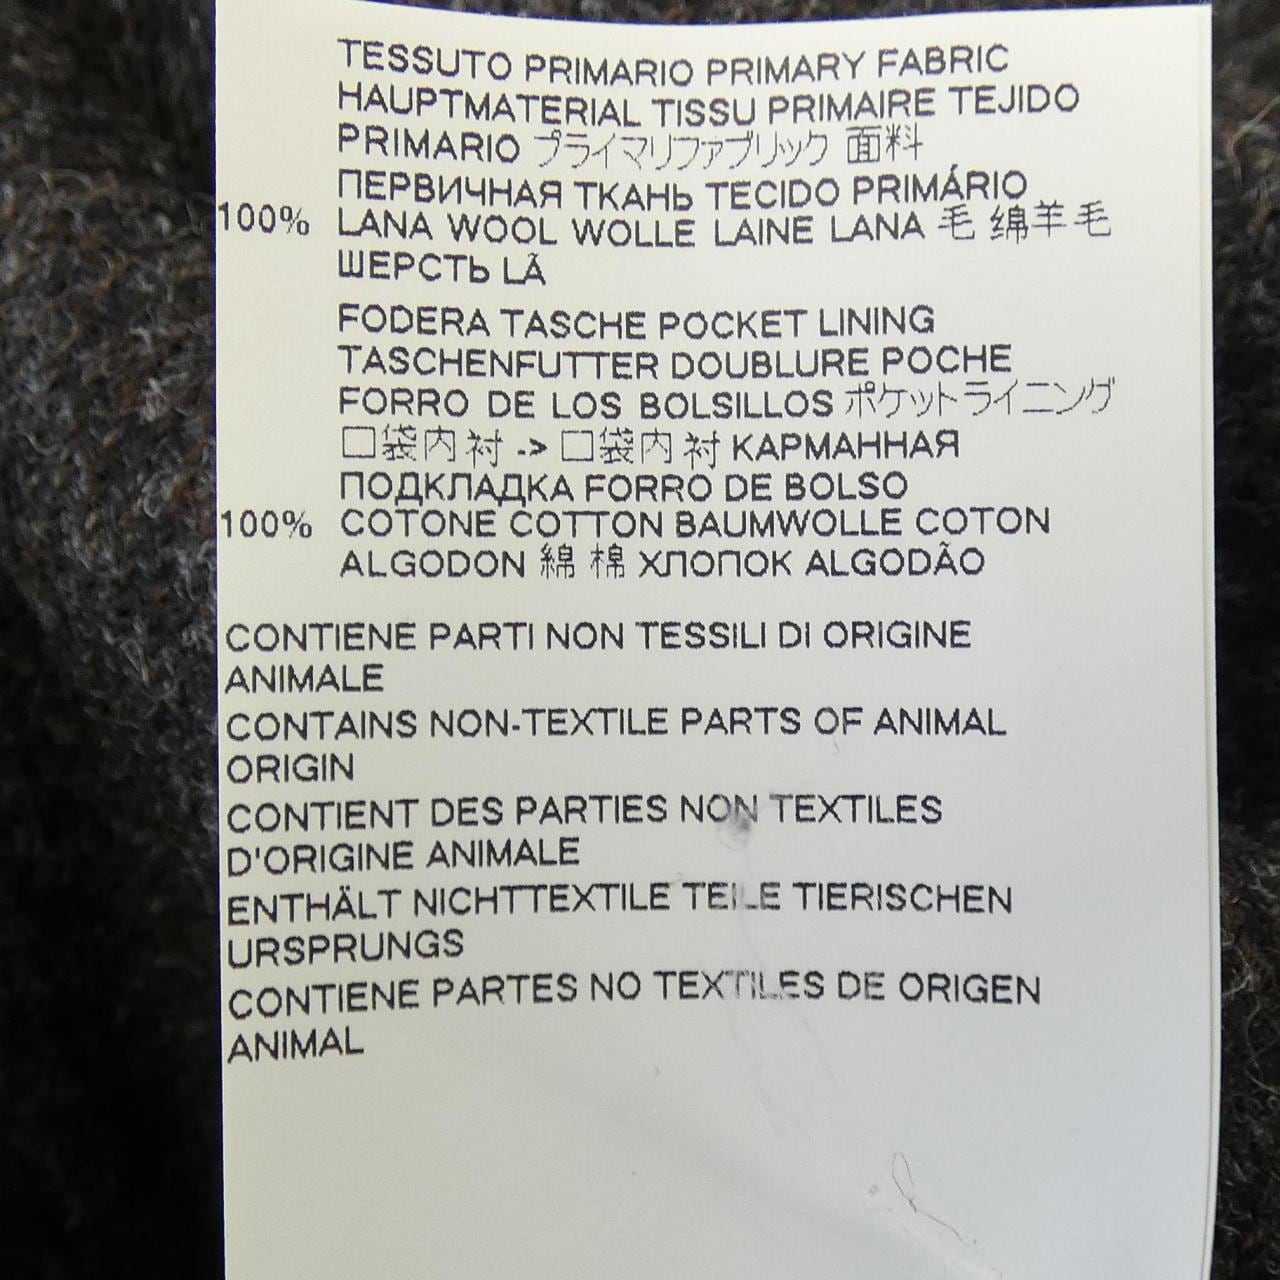 TESSUTO PRIMARIO PRIMARY FABRIC
HAUPTMATERIAL TISSU PRIMAIRE TEJIDO
PRIMARIO プライマリファブリック 面料
ПЕРВИЧНАЯ ТКАНЬ TECIDO PRIMÁRIO
100% LANA WOOL WOLLE LAINE LANA 毛 绵羊毛
ШЕРСТЬ LÃ
FODERA TASCHE POCKET LINING
TASCHENFUTTER DOUBLURE POCHE
FORRO DE LOS BOLSILLOS ポケットライニング
口袋内衬 -> 口袋内衬 КАРМАННАЯ
ПОДКЛАДКА FORRO DE BOLSO
100% COTONE COTTON BAUMWOLLE COTON
ALGODON 綿 棉 ХЛОПОК ALGODÃO
CONTIENE PARTI NON TESSILI DI ORIGINE
ANIMALE
CONTAINS NON-TEXTILE PARTS OF ANIMAL
ORIGIN
CONTIENT DES PARTIES NON TEXTILES
D'ORIGINE ANIMALE
ENTHÄLT NICHTTEXTILE TEILE TIERISCHEN
URSPRUNGS
CONTIENE PARTES NO TEXTILES DE ORIGEN
ANIMAL